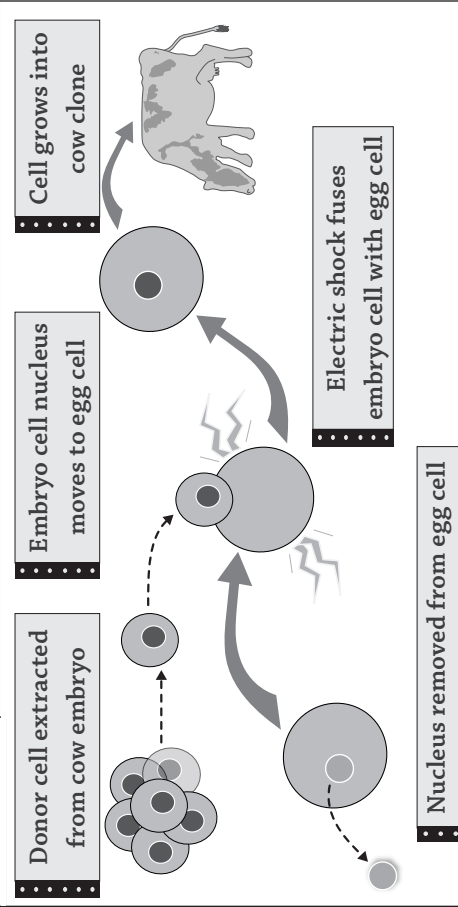 Donor cell extracted
from cow embryo
Embryo cell nucleus
moves to egg cell
Cell grows into
cow clone
Nucleus removed from egg cell
Electric shock fuses
embryo cell with egg cell